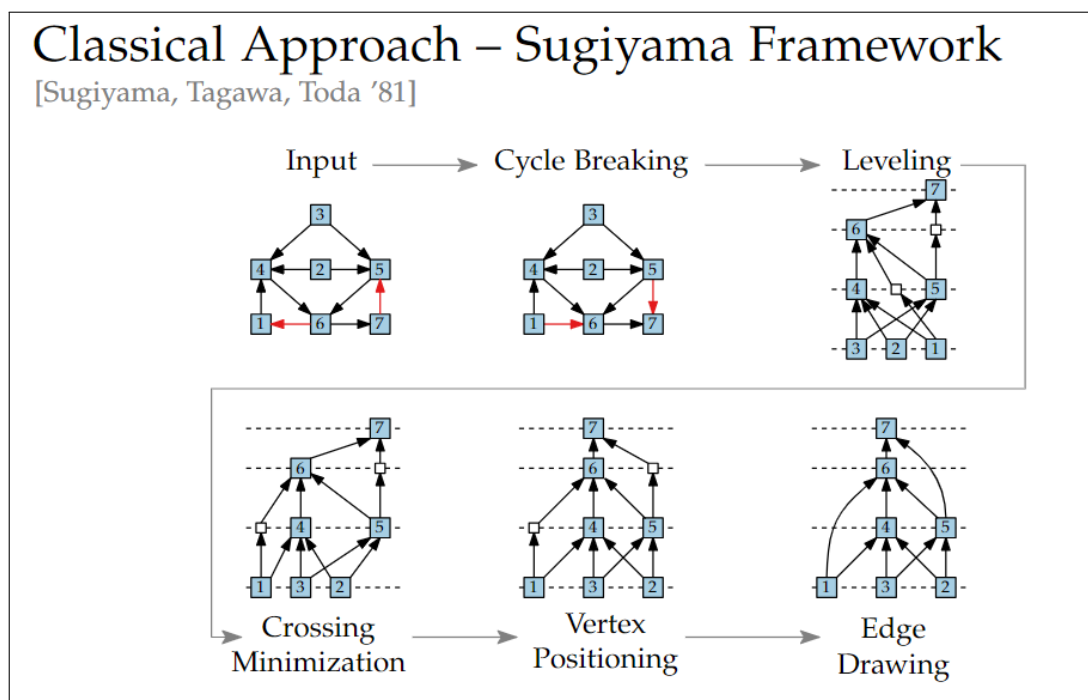 Classical Approach – Sugiyama Framework
[Sugiyama, Tagawa, Toda ’81]
Input
Cycle Breaking
Leveling
3
4 2 5
1 6 7
3
4 2 5
1 6 7
7
6
4 5
3 2 1
7
6
4 5
1 3 2
7
6
4 5
1 3 2
7
6
4 5
1 3 2
Crossing
Minimization
Vertex
Positioning
Edge
Drawing